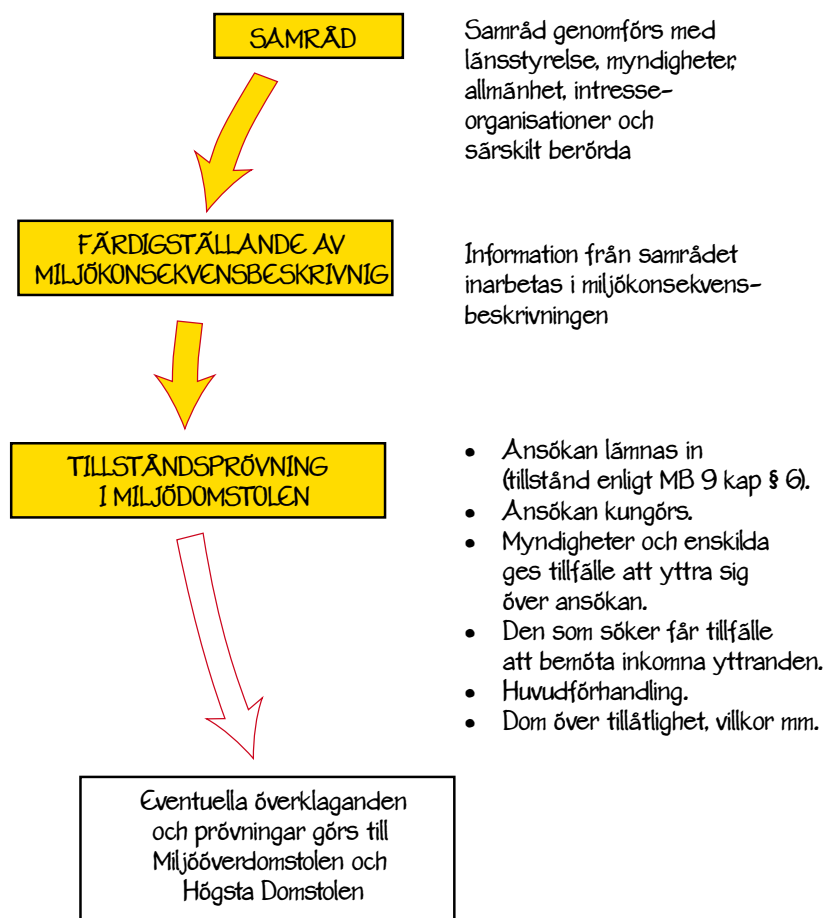 SAMRÅD
Samråd genomförs med
länsstyrelse, myndigheter,
allmänhet, intresse-
organisationer och
särskilt berörda
FÄRDIGSTÄLLANDE AV
MILJÖKONSEKVENSBESKRIVNIG
Information från samrådet
inarbetas i miljökonsekvens-
beskrivningen
TILLSTÅNDSPRÖVNING
I MILJÖDOMSTOLEN
• Ansökan lämnas in
(tillstånd enligt MB 9 kap § 6).
• Ansökan kungörs.
• Myndigheter och enskilda
ges tillfälle att yttra sig
över ansökan.
• Den som söker får tillfälle
att bemöta inkomna yttranden.
• Huvudförhandling.
• Dom över tillåtlighet, villkor mm.
Eventuella överklaganden
och prövningar görs till
Miljööverdomstolen och
Högsta Domstolen